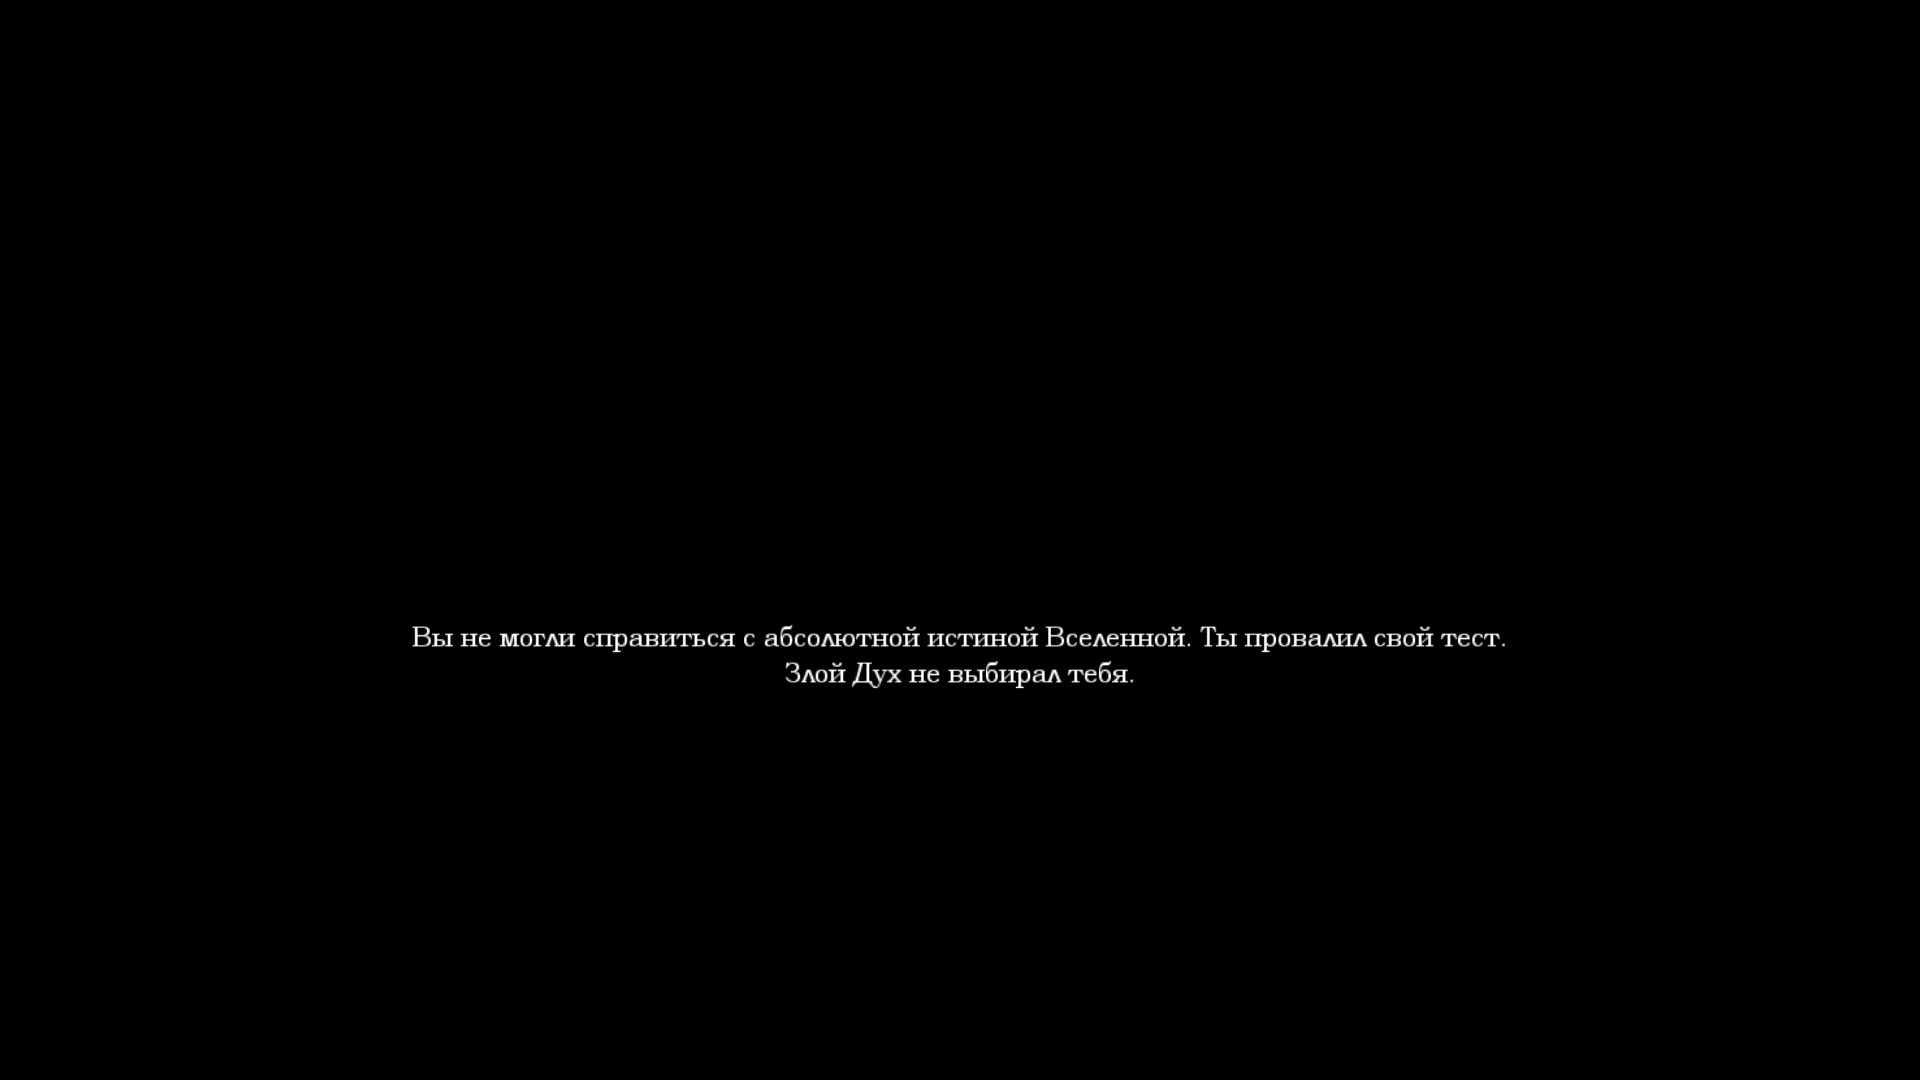 Вы не могли справиться с абсолютной истиной Вселенной. Ты провалил свой тест.
Злой Дух не выбирал тебя.